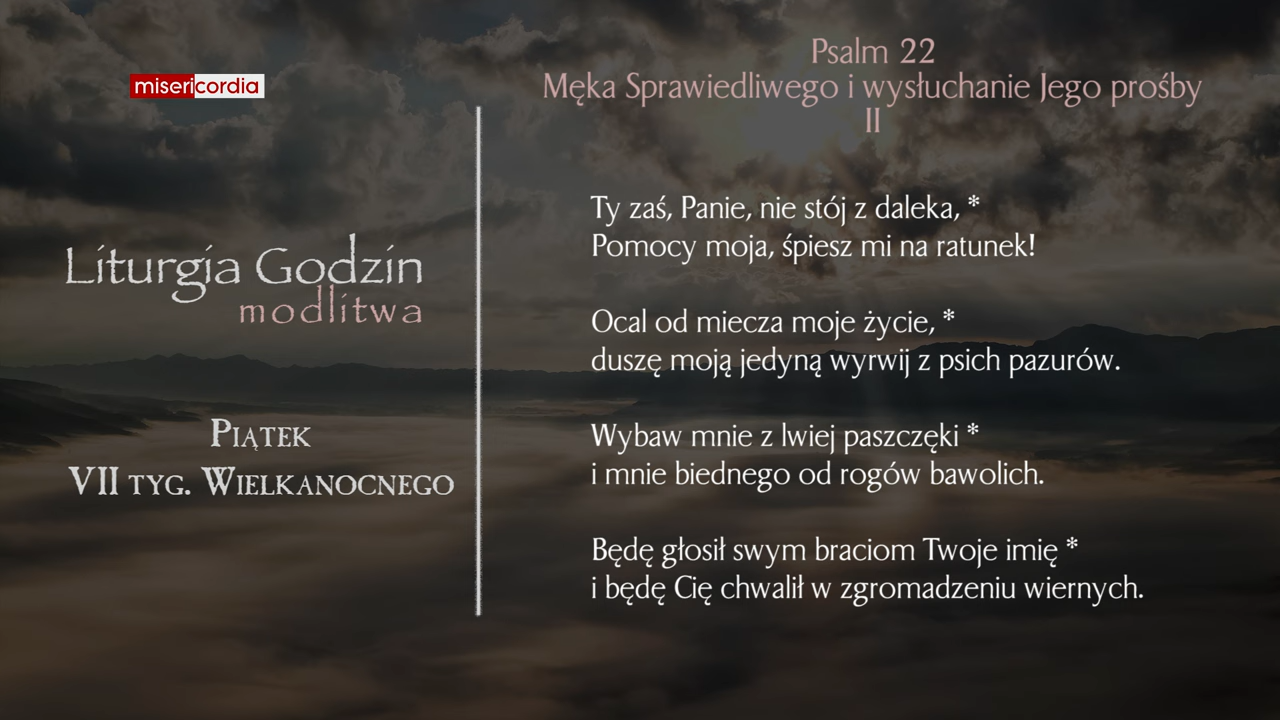 misericordia
Liturgia Godzin
modlitwa
Piątek
VII tyg. Wielkanocnego
Psalm 22
Męka Sprawiedliwego i wysłuchanie Jego prośby
II
Ty zaś, Panie, nie stój z daleka, *
Pomocy moja, śpiesz mi na ratunek!
Ocal od miecza moje życie, *
duszę moją jedyną wyrwij z psich pazurów.
Wybaw mnie z lwiej paszczęki *
i mnie biednego od rogów bawolich.
Będę głosił swym braciom Twoje imię *
i będę Cię chwalił w zgromadzeniu wiernych.